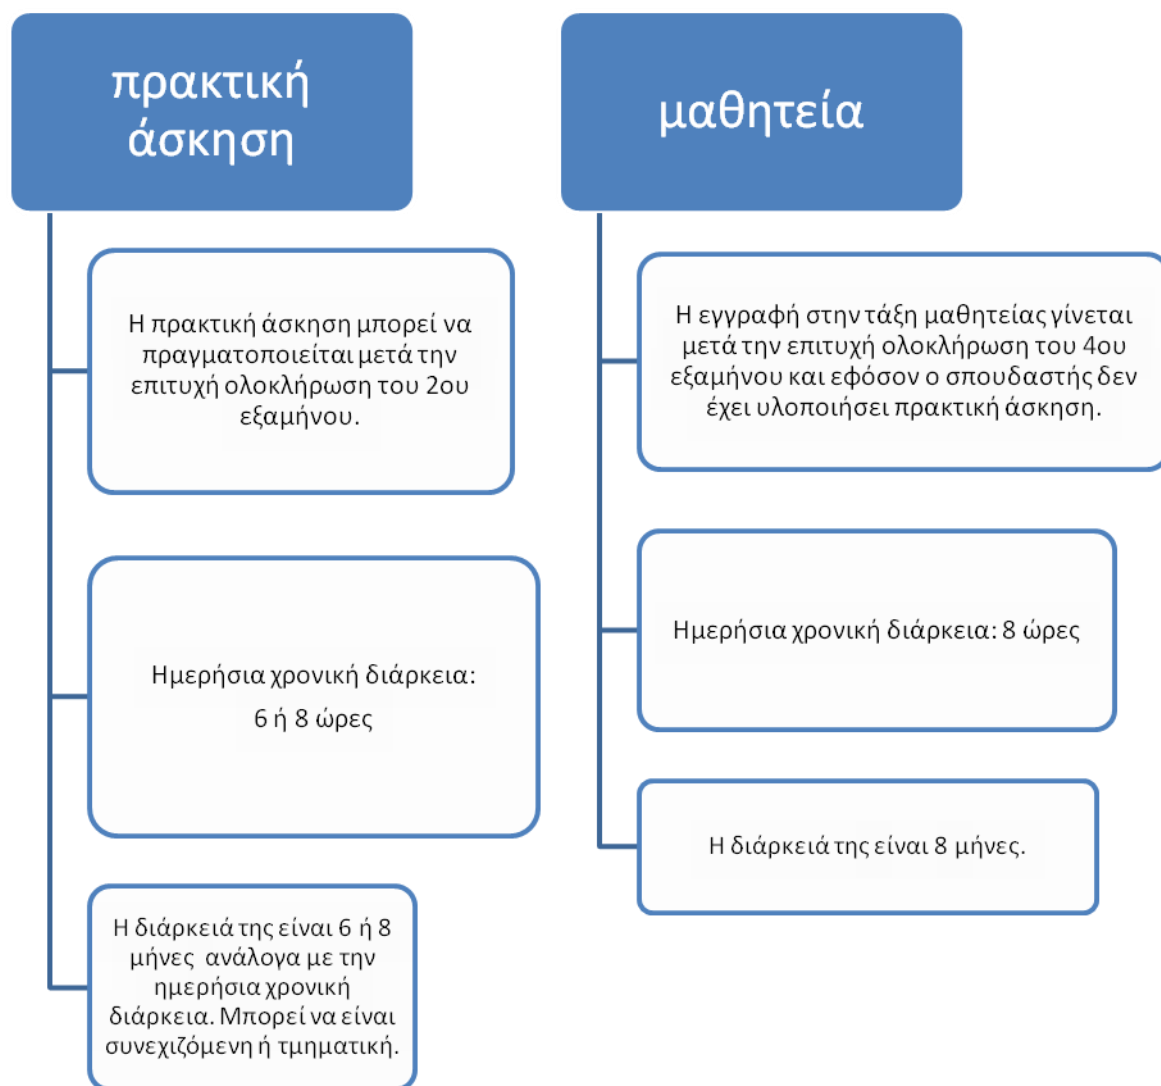 πρακτική
άσκηση
Η πρακτική άσκηση μπορεί να
πραγματοποιείται μετά την
επιτυχή ολοκλήρωση του 2ου
εξαμήνου.
Ημερήσια χρονική διάρκεια:
6 ή 8 ώρες
Η διάρκειά της είναι 6 ή 8
μήνες ανάλογα με την
ημερήσια χρονική
διάρκεια. Μπορεί να είναι
συνεχιζόμενη ή τμηματική.
μαθητεία
Η εγγραφή στην τάξη μαθητείας γίνεται
μετά την επιτυχή ολοκλήρωση του 4ου
εξαμήνου και εφόσον ο σπουδαστής δεν
έχει υλοποιήσει πρακτική άσκηση.
Ημερήσια χρονική διάρκεια: 8 ώρες
Η διάρκειά της είναι 8 μήνες.